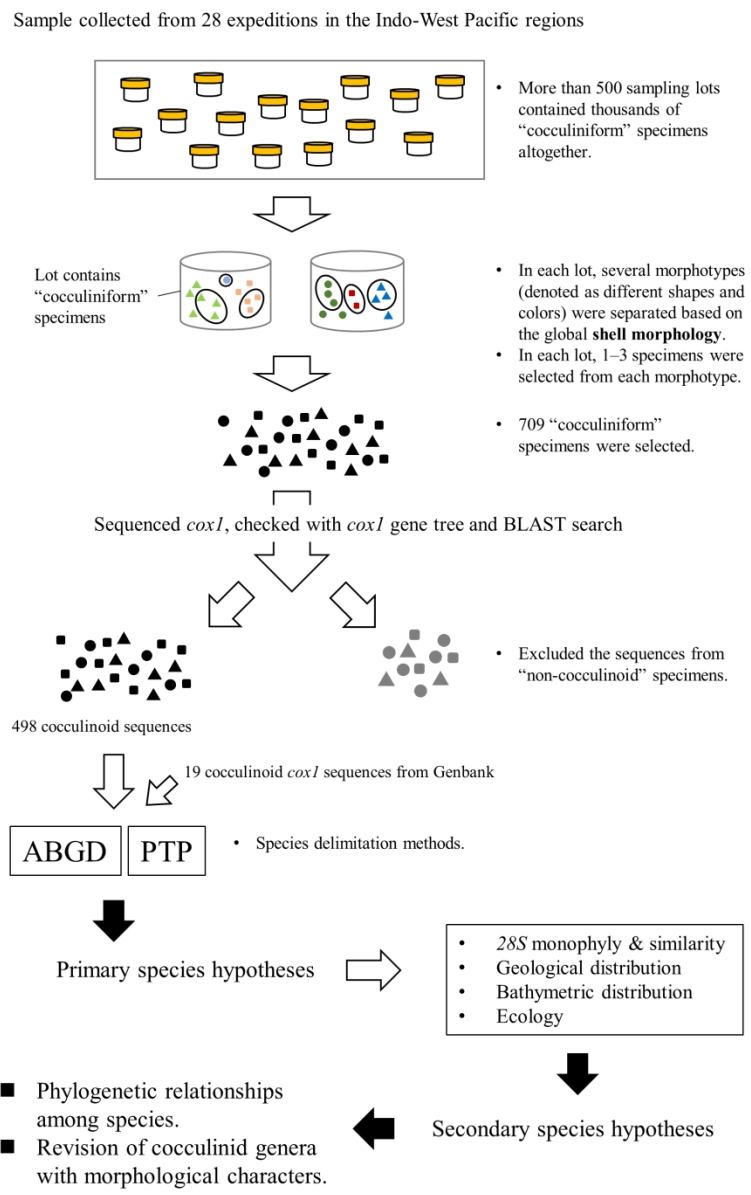 Sample collected from 28 expeditions in the Indo-West Pacific regions
• More than 500 sampling lots
contained thousands of
“cocculiniform” specimens
altogether.
Lot contains
“cocculiniform”
specimens
• In each lot, several morphotypes
(denoted as different shapes and
colors) were separated based on
the global shell morphology.
• In each lot, 1–3 specimens were
selected from each morphotype.
• 709 “cocculiniform”
specimens were selected.
Sequenced cox1, checked with cox1 gene tree and BLAST search
• Excluded the sequences from
“non-cocculinoid” specimens.
498 cocculinoid sequences
19 cocculinoid cox1 sequences from Genbank
ABGD
PTP
• Species delimitation methods.
Primary species hypotheses
• 28S monophyly & similarity
• Geological distribution
• Bathymetric distribution
• Ecology
Secondary species hypotheses
■ Phylogenetic relationships
among species.
■ Revision of cocculinid genera
with morphological characters.